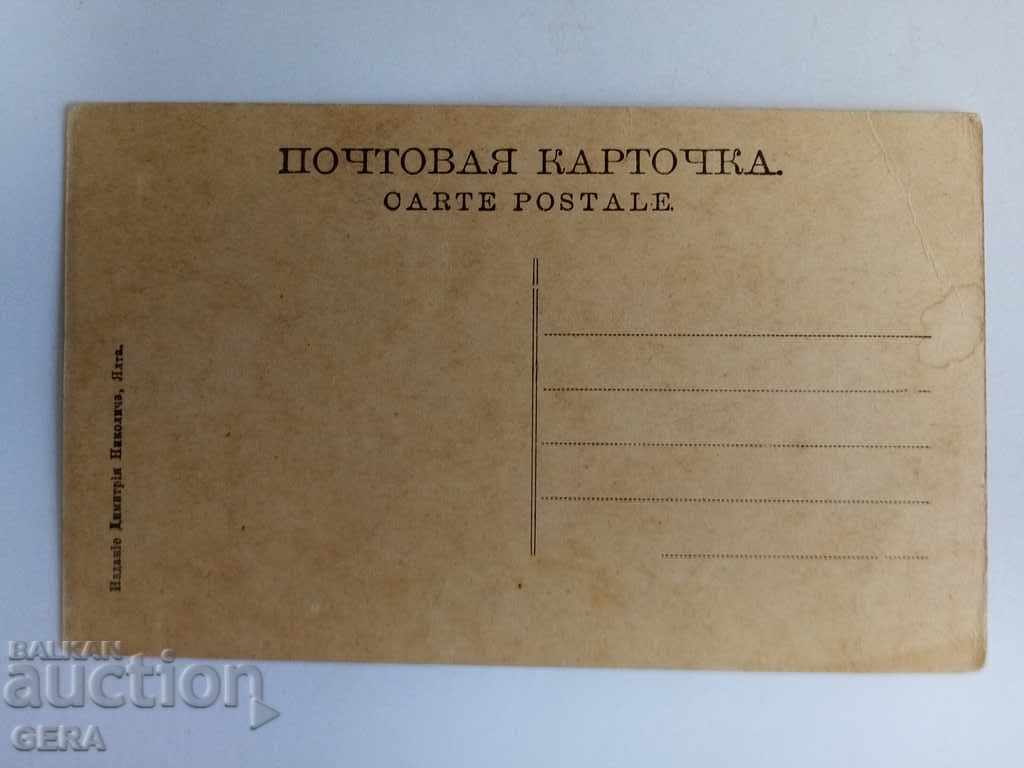 ПОЧТОВАЯ КАРТОЧКА.
CARTE POSTALE.
Изданіе Димитрія Николича, Ялта.
BALKAN
auction
GERA